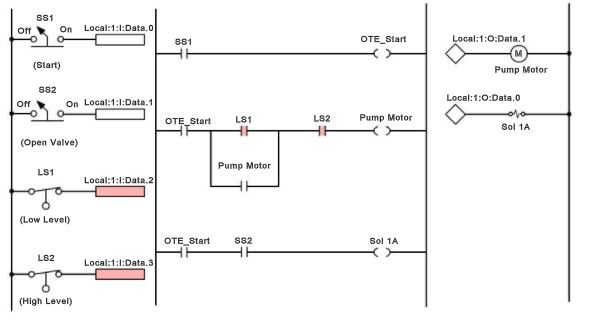 SS1
Off On Local:1:I:Data.0
(Start)
SS2
Off On Local:1:I:Data.1
(Open Valve)
LS1
Local:1:I:Data.2
(Low Level)
LS2
Local:1:I:Data.3
(High Level)
SS1 OTE_Start
OTE_Start LS1 LS2 Pump Motor
Pump Motor
OTE_Start SS2 Sol 1A
Local:1:O:Data.1
M
Pump Motor
Local:1:O:Data.0
Sol 1A